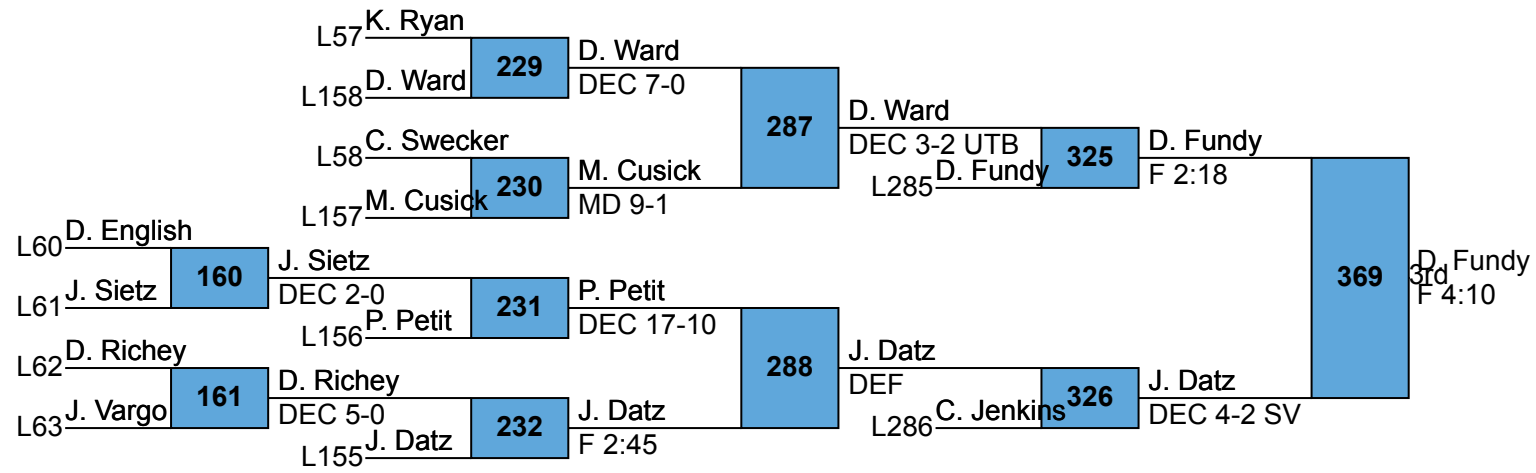 K. Ryan
L57
229
D. Ward
DEC 7-0
D. Ward
L158
287
D. Ward
DEC 3-2 UTB
C. Swecker
L58
230
M. Cusick
MD 9-1
M. Cusick
L157
D. Fundy
L285
325
D. Fundy
F 2:18
D. English
L60
160
J. Sietz
DEC 2-0
J. Sietz
L61
231
P. Petit
DEC 17-10
P. Petit
L156
369
3rd
D. Fundy
F 4:10
D. Richey
L62
161
D. Richey
DEC 5-0
J. Vargo
L63
232
J. Datz
F 2:45
J. Datz
L155
288
J. Datz
DEF
C. Jenkins
L286
326
J. Datz
DEC 4-2 SV